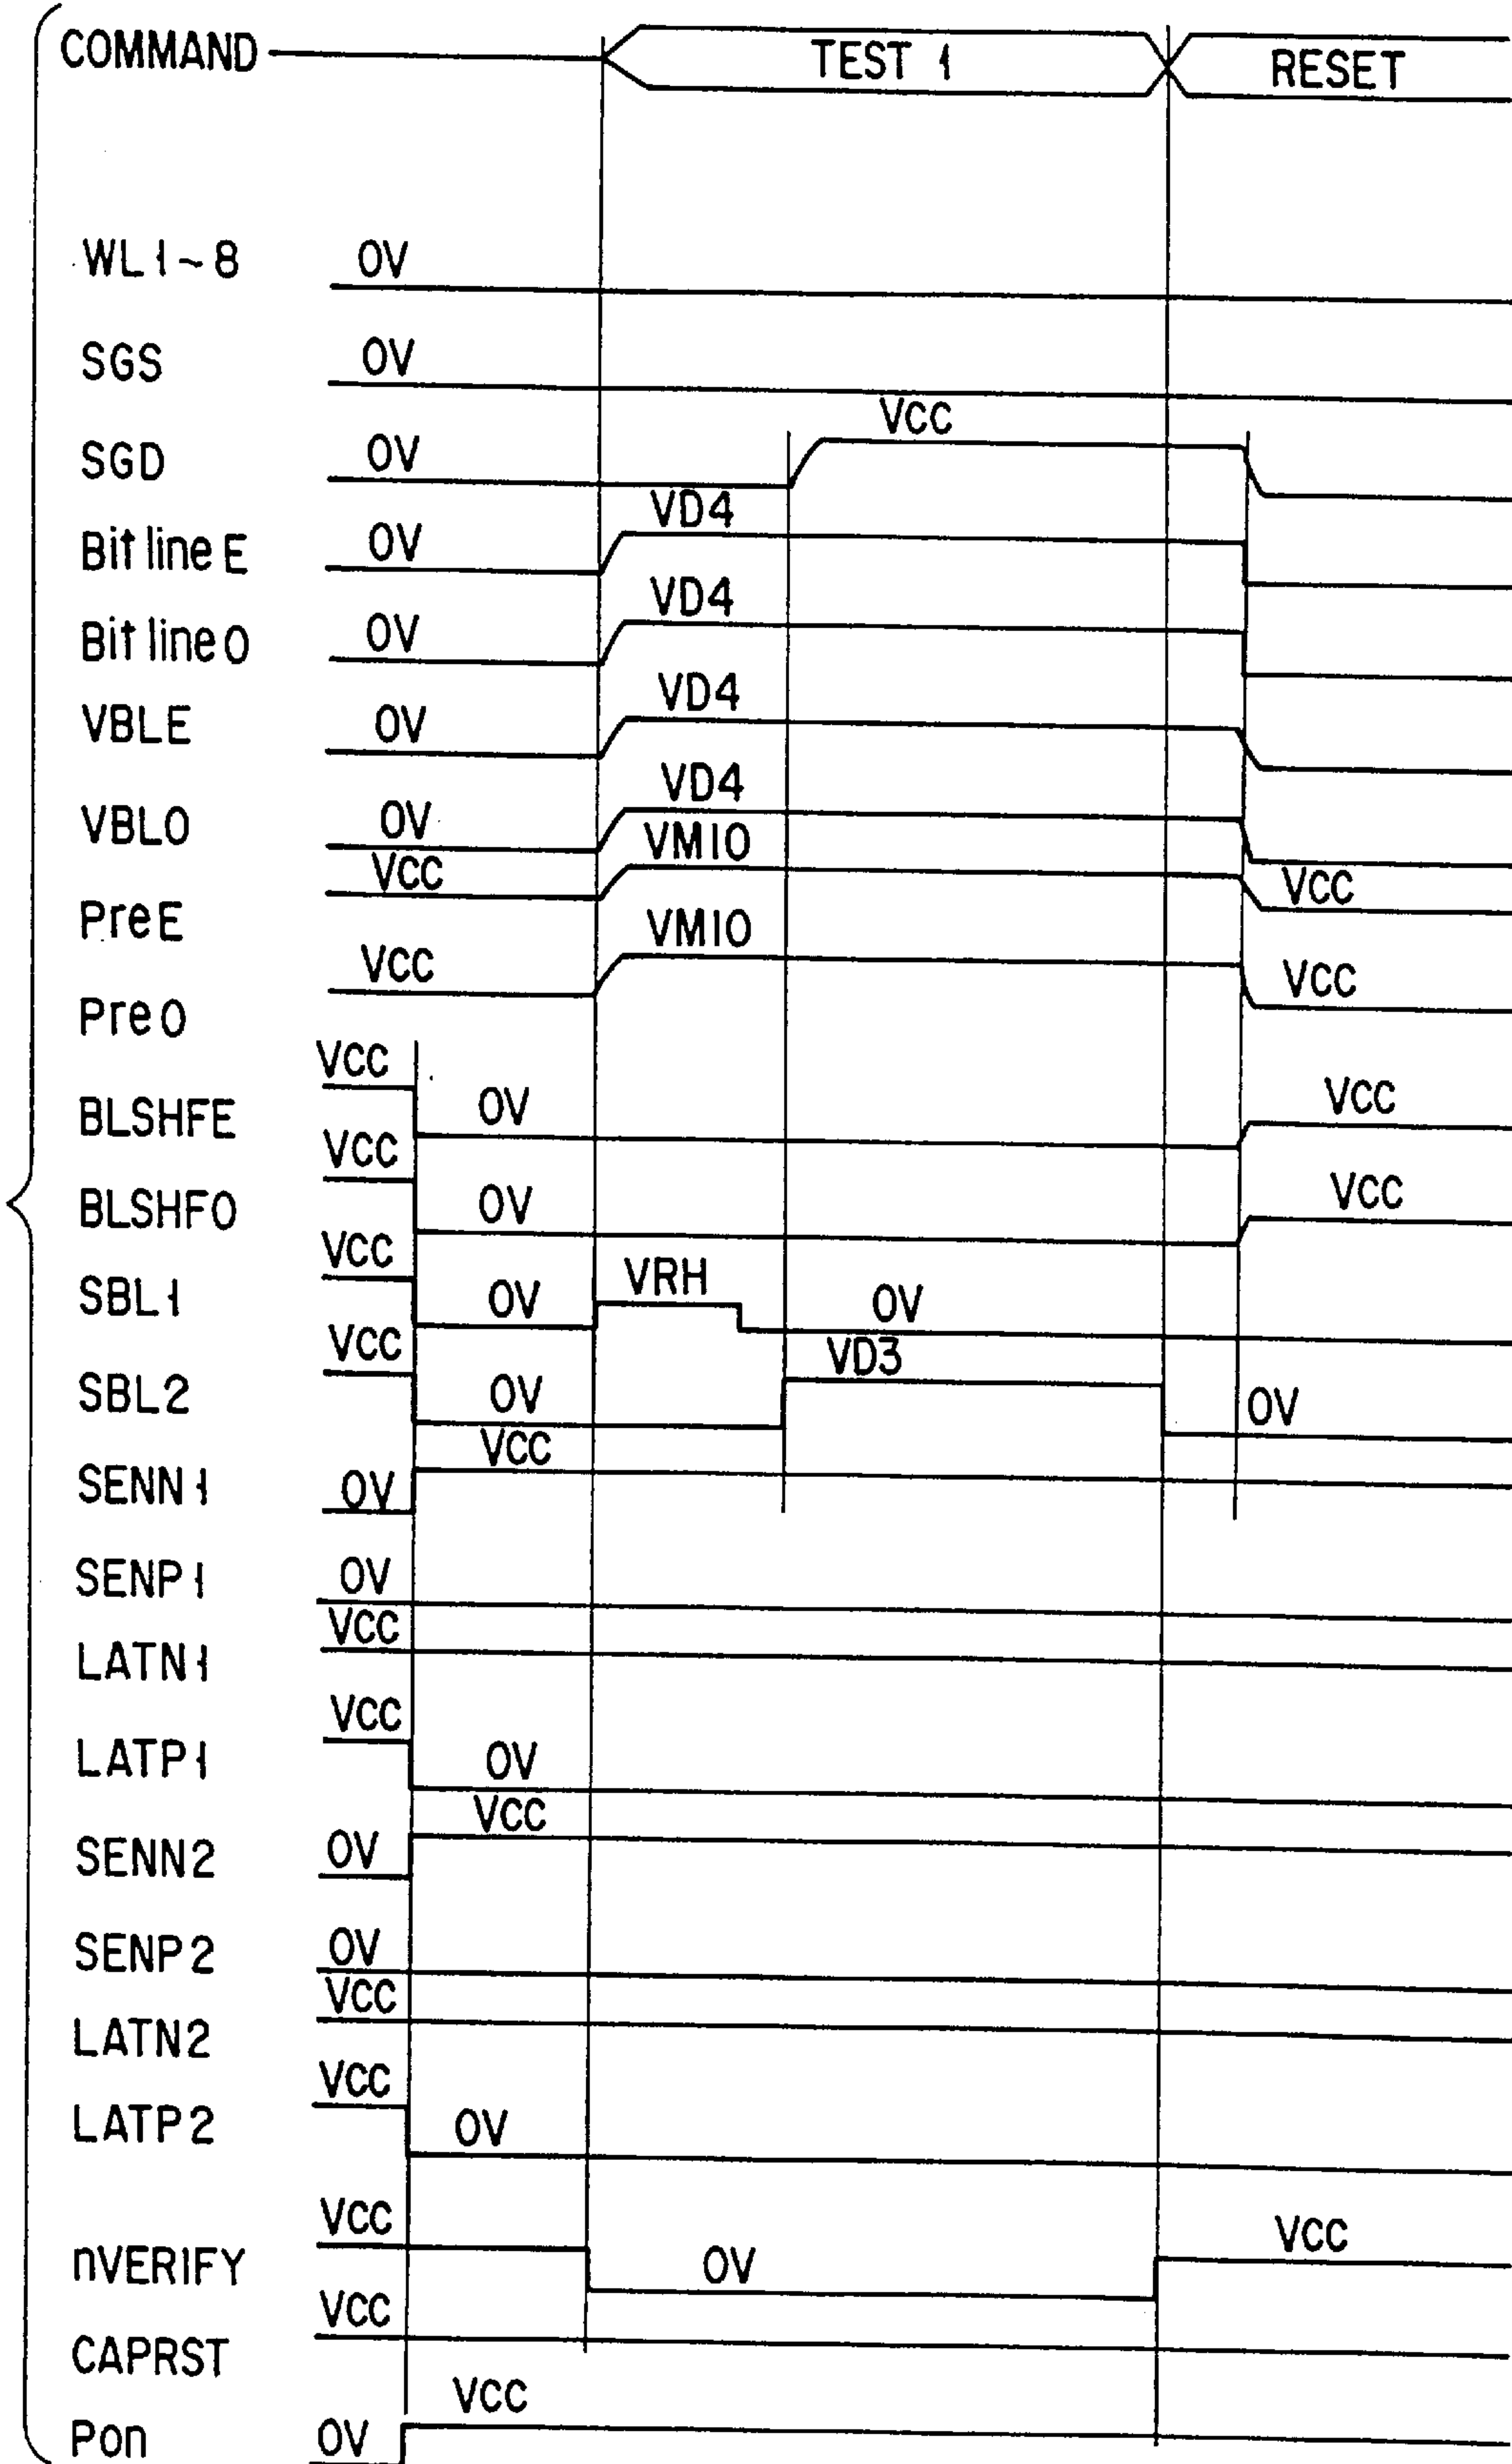 COMMAND TEST 1 RESET
WL1~8 0V
SGS 0V
VCC
SGD 0V
VD4
Bit line E 0V
VD4
Bit line O 0V
VD4
VBLE 0V
VD4
VBLO 0V
VM10
VCC VCC
PreE
VM10
VCC VCC
PreO
VCC
BLSHFE 0V VCC
VCC
BLSHFO 0V VCC
VCC VRH
SBL1 0V 0V
VCC VD3
SBL2 0V 0V
VCC
SENN1 0V
SENP1 0V
VCC
LATN1
VCC
LATP1 0V
VCC
SENN2 0V
SENP2 0V
VCC
LATN2
VCC
LATP2 0V
VCC VCC
nVERIFY 0V
VCC
CAPRST
VCC
Pon 0V